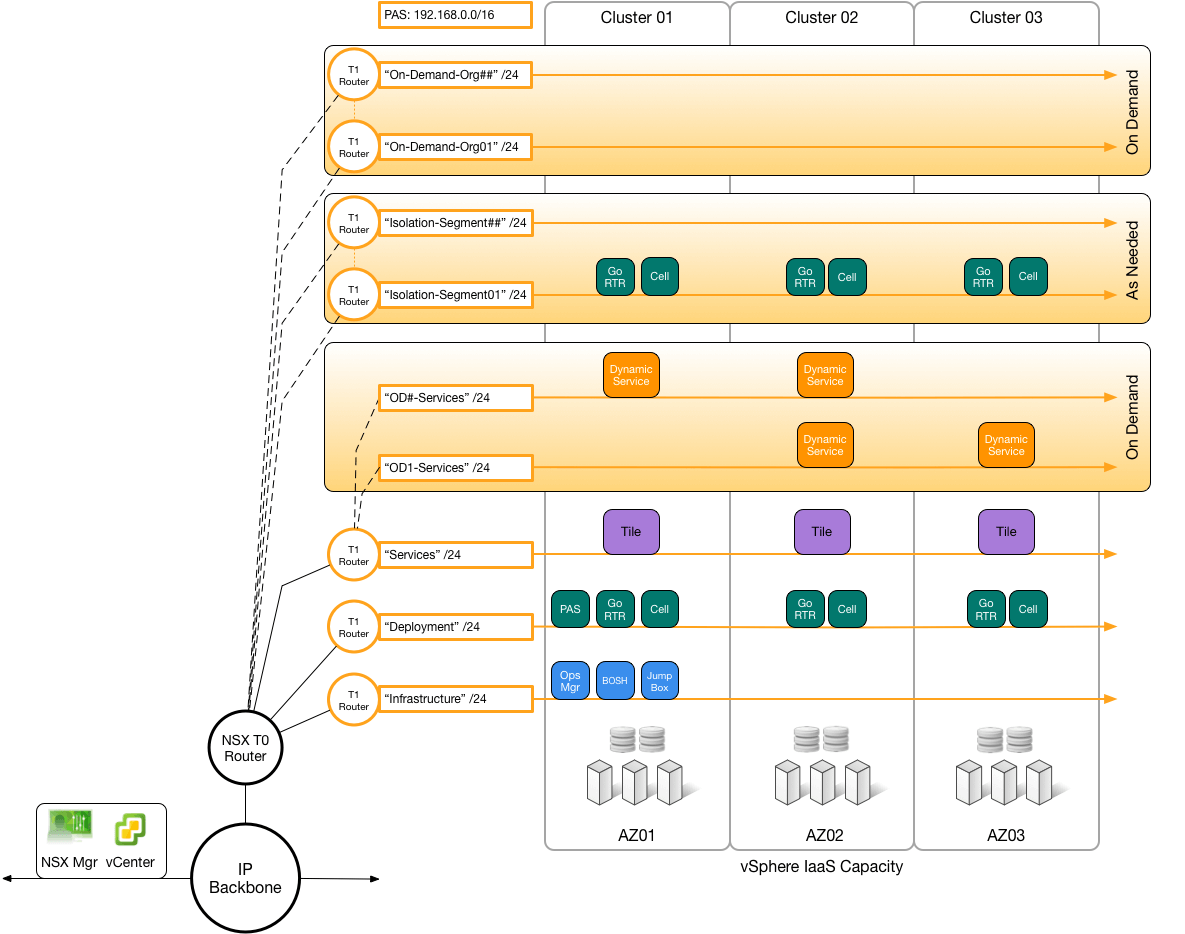 PAS: 192.168.0.0/16
Cluster 01
Cluster 02
Cluster 03
T1
Router
“On-Demand-Org##” /24
T1
Router
“On-Demand-Org01” /24
On Demand
T1
Router
“Isolation-Segment##” /24
Go
RTR
Cell
Go
RTR
Cell
Go
RTR
Cell
T1
Router
“Isolation-Segment01” /24
As Needed
Dynamic
Service
Dynamic
Service
“OD#-Services” /24
Dynamic
Service
Dynamic
Service
“OD1-Services” /24
On Demand
Tile
Tile
Tile
T1
Router
“Services” /24
PAS
Go
RTR
Cell
Go
RTR
Cell
Go
RTR
Cell
T1
Router
“Deployment” /24
Ops
Mgr
BOSH
Jump
Box
T1
Router
“Infrastructure” /24
NSX T0
Router
AZ01
AZ02
AZ03
vSphere IaaS Capacity
NSX Mgr
vCenter
IP
Backbone